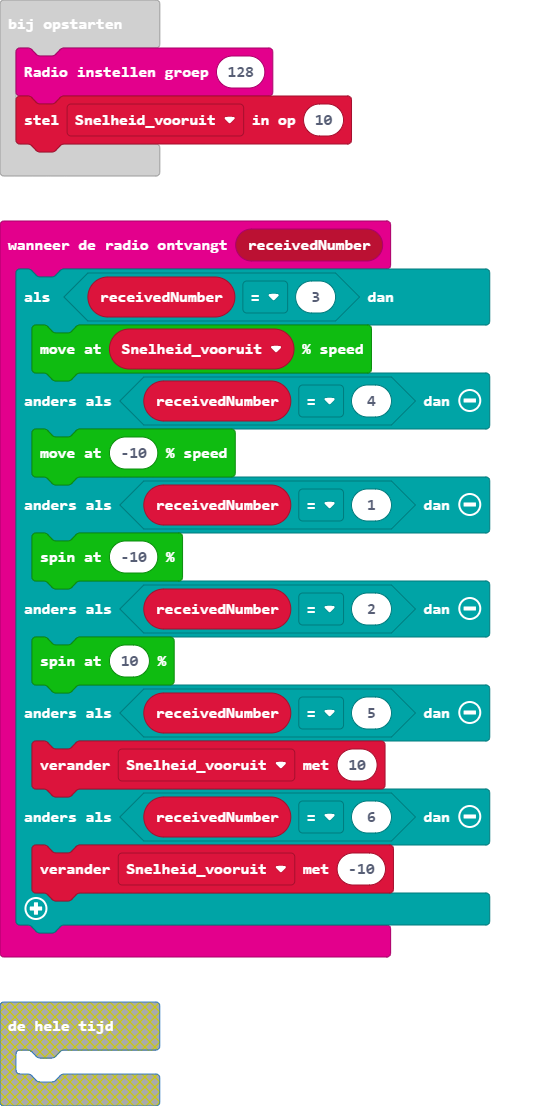 bij opstarten
Radio instellen groep 128
stel Snelheid_vooruit in op 10
wanneer de radio ontvangt receivedNumber
als receivedNumber = 3 dan
move at Snelheid_vooruit % speed
anders als receivedNumber = 4 dan
move at -10 % speed
anders als receivedNumber = 1 dan
spin at -10 %
anders als receivedNumber = 2 dan
spin at 10 %
anders als receivedNumber = 5 dan
verander Snelheid_vooruit met 10
anders als receivedNumber = 6 dan
verander Snelheid_vooruit met -10
de hele tijd